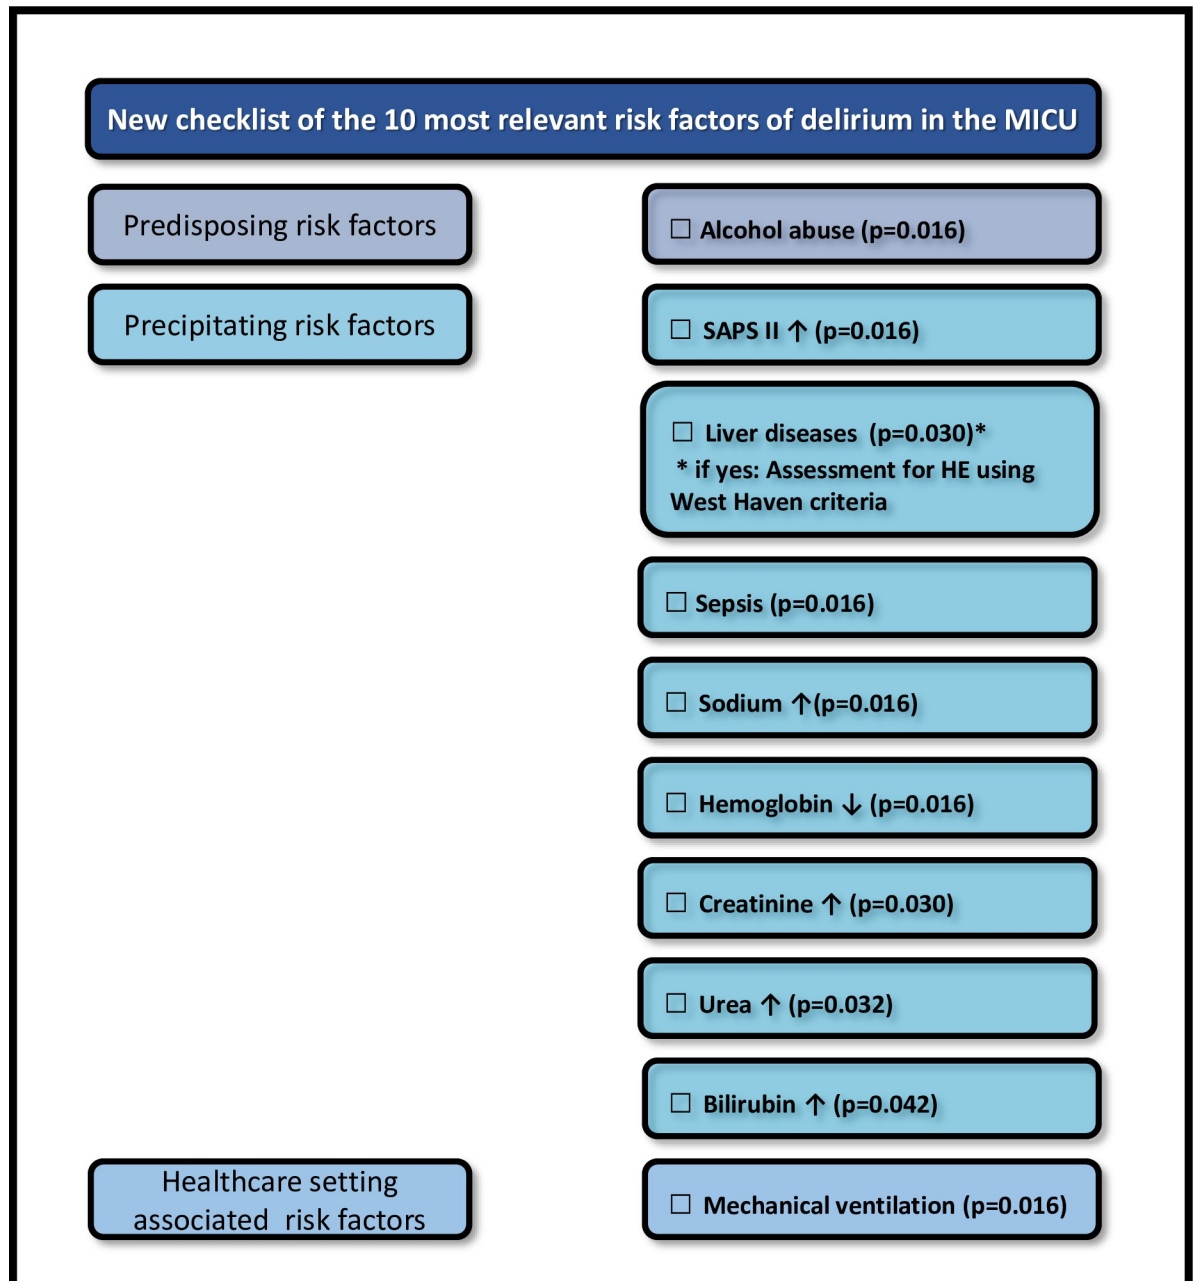 New checklist of the 10 most relevant risk factors of delirium in the MICU
Predisposing risk factors
☐ Alcohol abuse (p=0.016)
Precipitating risk factors
☐ SAPS II ↑ (p=0.016)
☐ Liver diseases (p=0.030)*
* if yes: Assessment for HE using
West Haven criteria
☐ Sepsis (p=0.016)
☐ Sodium ↑(p=0.016)
☐ Hemoglobin ↓ (p=0.016)
☐ Creatinine ↑ (p=0.030)
☐ Urea ↑ (p=0.032)
☐ Bilirubin ↑ (p=0.042)
Healthcare setting
associated risk factors
☐ Mechanical ventilation (p=0.016)